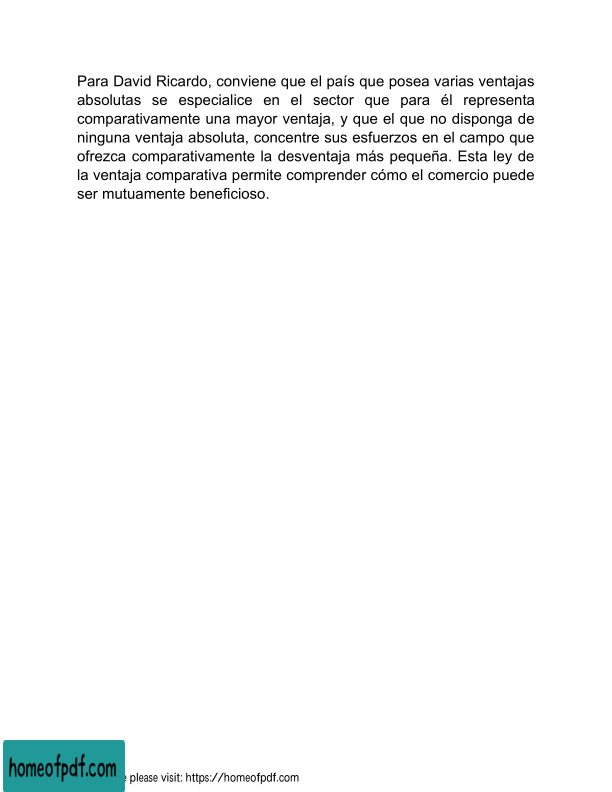 Para David Ricardo, conviene que el país que posea varias ventajas
absolutas se especialice en el sector que para él representa
comparativamente una mayor ventaja, y que el que no disponga de
ninguna ventaja absoluta, concentre sus esfuerzos en el campo que
ofrezca comparativamente la desventaja más pequeña. Esta ley de
la ventaja comparativa permite comprender cómo el comercio puede
ser mutuamente beneficioso.
homeofpdf.com
please visit: https://homeofpdf.com